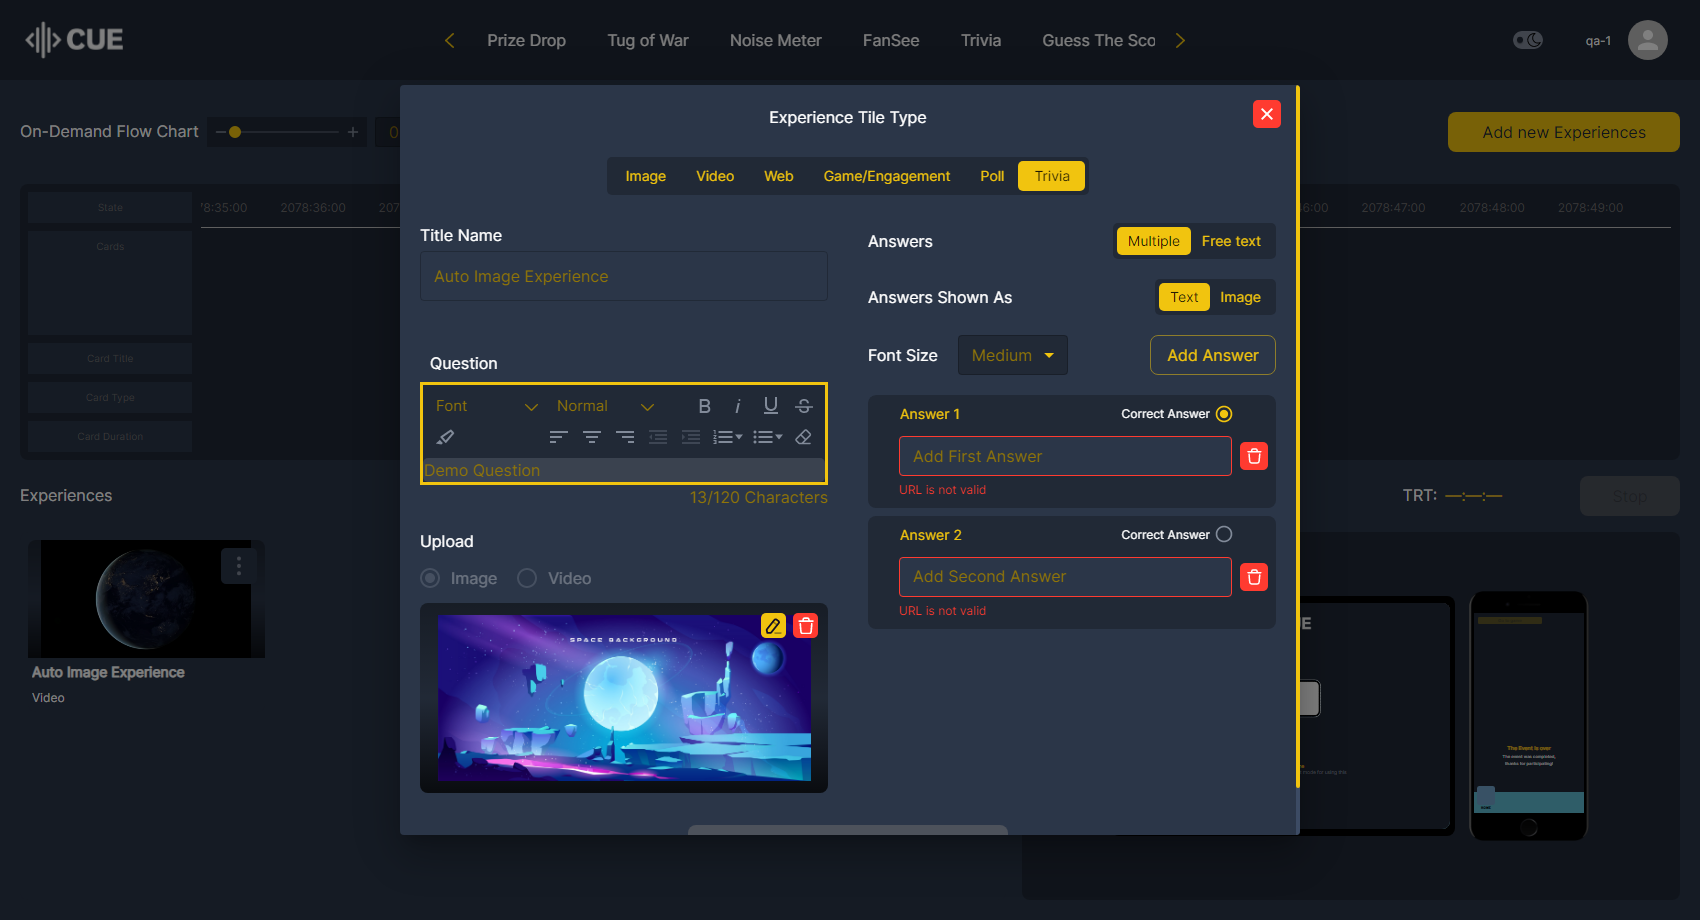 CUE
Prize Drop
Tug of War
Noise Meter
FanSee
Trivia
Guess The Sco
qa-1
On-Demand Flow Chart
0
Add new Experiences
State
'8:35:00
2078:36:00
207
6:00
2078:47:00
2078:48:00
2078:49:00
Cards
Card Title
Card Type
Card Duration
Experiences
Auto Image Experience
Video
TRT: —:—:—
Stop
Experience Tile Type
Image
Video
Web
Game/Engagement
Poll
Trivia
Title Name
Auto Image Experience
Question
Font
Normal
B
i
U
S
Demo Question
13/120 Characters
Upload
Image
Video
SPACE BACKGROUND
Answers
Multiple
Free text
Answers Shown As
Text
Image
Font Size
Medium
Add Answer
Answer 1
Correct Answer
Add First Answer
URL is not valid
Answer 2
Correct Answer
Add Second Answer
URL is not valid
UE
mode for using this
The Event is over
The event was completed,
thanks for participating!